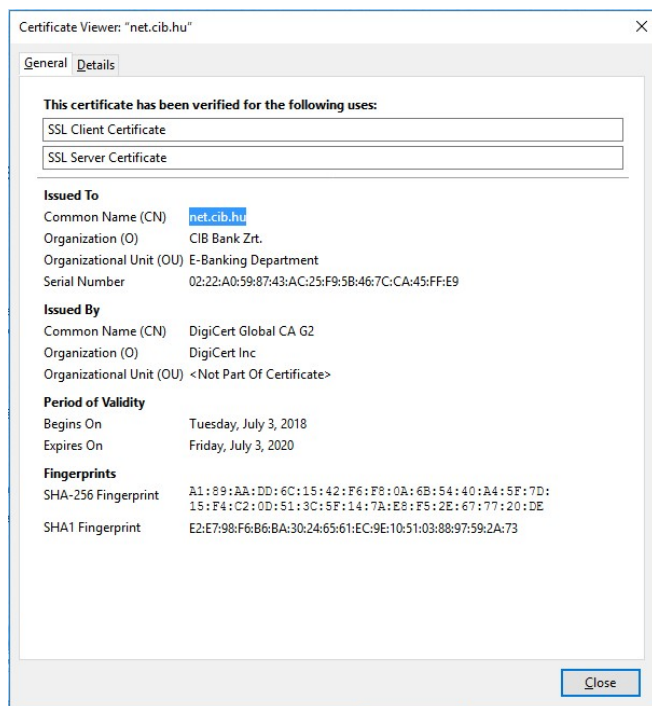 Certificate Viewer: "net.cib.hu"
General Details
This certificate has been verified for the following uses:
SSL Client Certificate
SSL Server Certificate
Issued To
Common Name (CN) net.cib.hu
Organization (O) CIB Bank Zrt.
Organizational Unit (OU) E-Banking Department
Serial Number 02:22:A0:59:87:43:AC:25:F9:5B:46:7C:CA:45:FF:E9
Issued By
Common Name (CN) DigiCert Global CA G2
Organization (O) DigiCert Inc
Organizational Unit (OU) <Not Part Of Certificate>
Period of Validity
Begins On Tuesday, July 3, 2018
Expires On Friday, July 3, 2020
Fingerprints
SHA-256 Fingerprint A1:89:AA:DD:6C:15:42:F6:F8:0A:6B:54:40:A4:5F:7D:
15:F4:C2:0D:51:3C:5F:14:7A:E8:F5:2E:67:77:20:DE
SHA1 Fingerprint E2:E7:98:F6:B6:BA:30:24:65:61:EC:9E:10:51:03:88:97:59:2A:73
Close